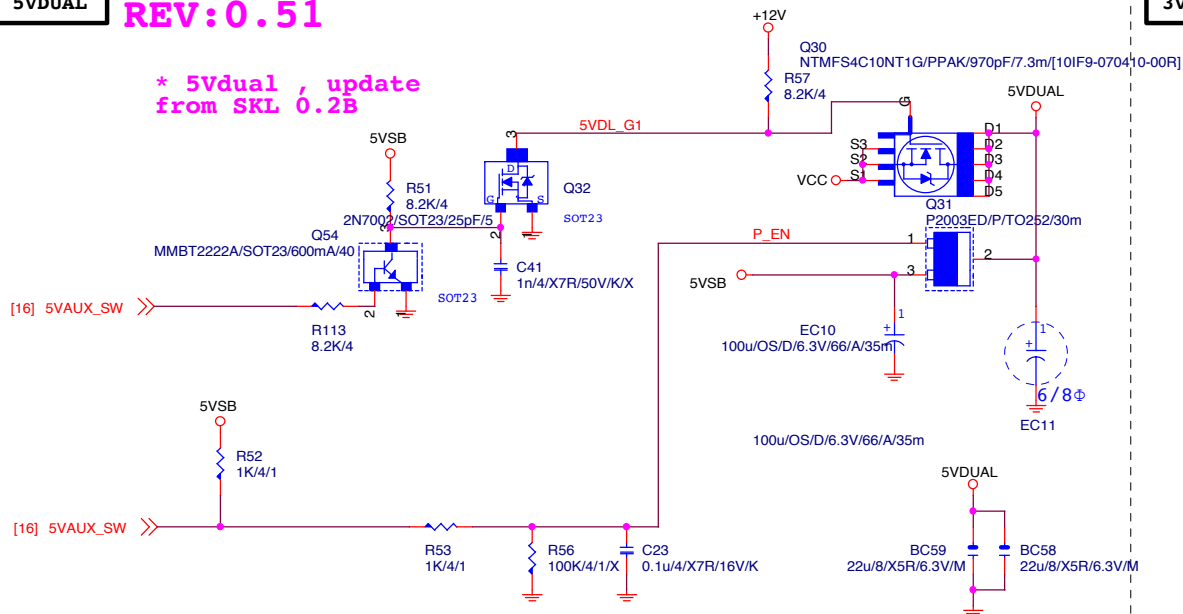 5VDUAL
REV:0.51
3V
* 5Vdual , update
from SKL 0.2B
+12V
Q30
NTMFS4C10NT1G/PPAK/970pF/7.3m/[10IF9-070410-00R]
R57
8.2K/4
5VDUAL
G
5VDL_G1
3
5VSB
D
G
S
Q32
SOT23
R51
8.2K/4
2N7002/SOT23/25pF/5
2
1
S3
S2
S1
VCC
D1
D2
D3
D4
D5
Q31
P2003ED/P/TO252/30m
P_EN
1
2
3
5VSB
Q54
3
MMBT2222A/SOT23/600mA/40
SOT23
2
1
C41
1n/4/X7R/50V/K/X
[16] 5VAUX_SW
R113
8.2K/4
EC10
100u/OS/D/6.3V/66/A/35m
+
1
+
1
6/8Φ
EC11
100u/OS/D/6.3V/66/A/35m
5VSB
R52
1K/4/1
[16] 5VAUX_SW
R53
1K/4/1
R56
100K/4/1/X
C23
0.1u/4/X7R/16V/K
5VDUAL
BC59
22u/8/X5R/6.3V/M
BC58
22u/8/X5R/6.3V/M